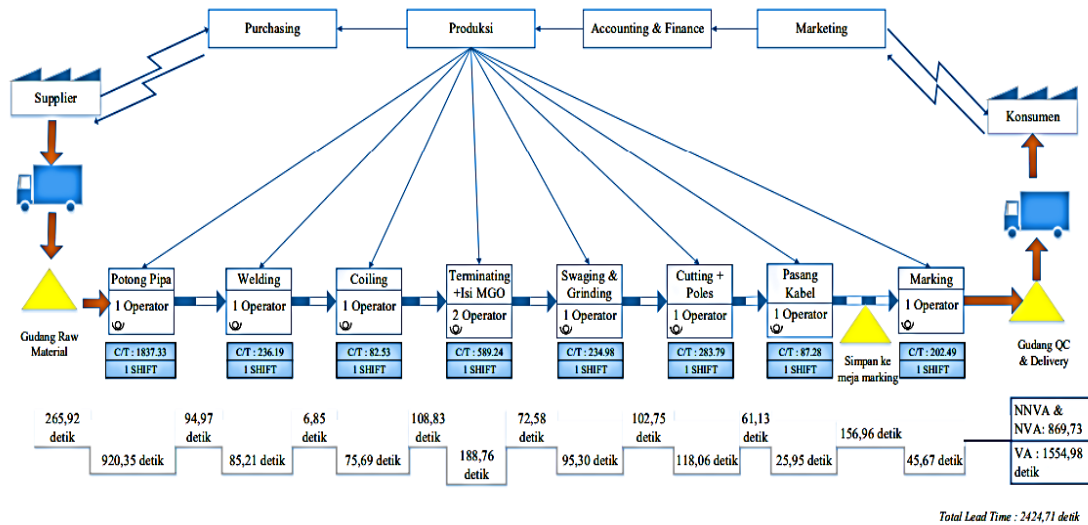 Purchasing
Produksi
Accounting & Finance
Marketing
Supplier
Konsumen
Potong Pipa
1 Operator
C/T : 1837.33
1 SHIFT
Welding
1 Operator
C/T : 236.19
1 SHIFT
Coiling
1 Operator
C/T : 82.53
1 SHIFT
Terminating
+Isi MGO
2 Operator
C/T : 589.24
1 SHIFT
Swaging &
Grinding
1 Operator
C/T : 234.98
1 SHIFT
Cutting +
Poles
1 Operator
C/T : 283.79
1 SHIFT
Pasang
Kabel
1 Operator
C/T : 87.28
1 SHIFT
Marking
1 Operator
C/T : 202.49
1 SHIFT
Gudang Raw
Material
Simpan ke
meja marking
Gudang QC
& Delivery
265,92
detik
920,35 detik
94,97
detik
85,21 detik
6,85
detik
75,69 detik
108,83
detik
188,76
detik
72,58
detik
95,30 detik
102,75
detik
118,06 detik
61,13
detik
25,95 detik
156,96 detik
45,67 detik
NNVA &
NVA: 869,73
VA : 1554,98
detik
Total Lead Time : 2424,71 detik